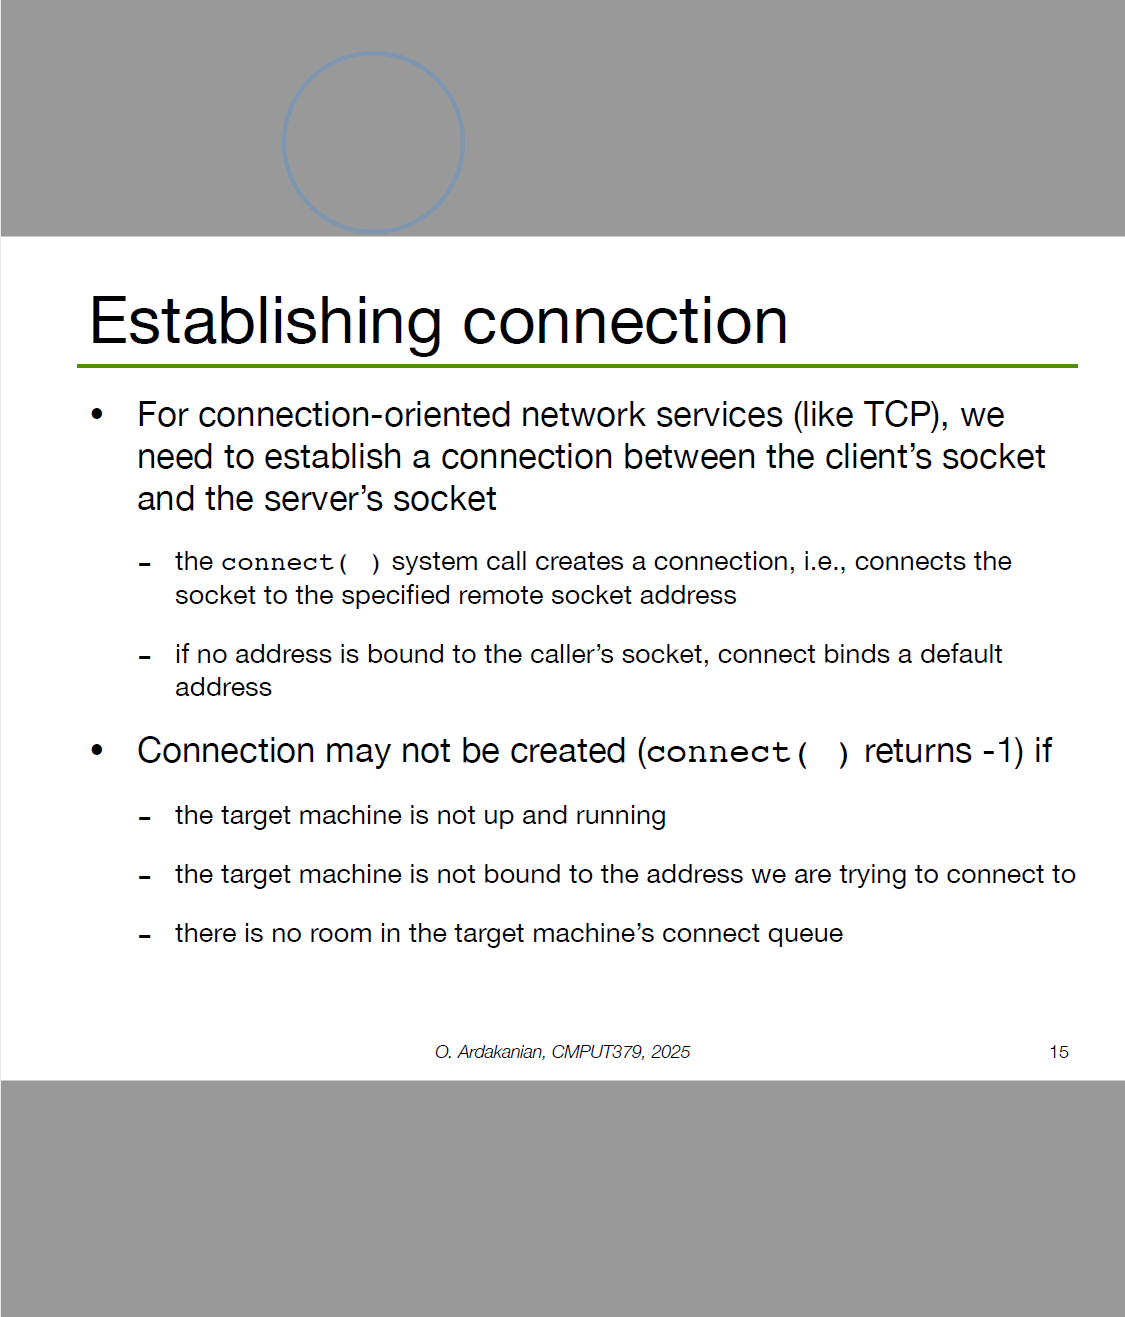 Establishing connection
• For connection-oriented network services (like TCP), we
need to establish a connection between the client’s socket
and the server’s socket
- the connect( ) system call creates a connection, i.e., connects the
socket to the specified remote socket address
- if no address is bound to the caller’s socket, connect binds a default
address
• Connection may not be created (connect( ) returns -1) if
- the target machine is not up and running
- the target machine is not bound to the address we are trying to connect to
- there is no room in the target machine’s connect queue
O. Ardakanian, CMPUT379, 2025
15